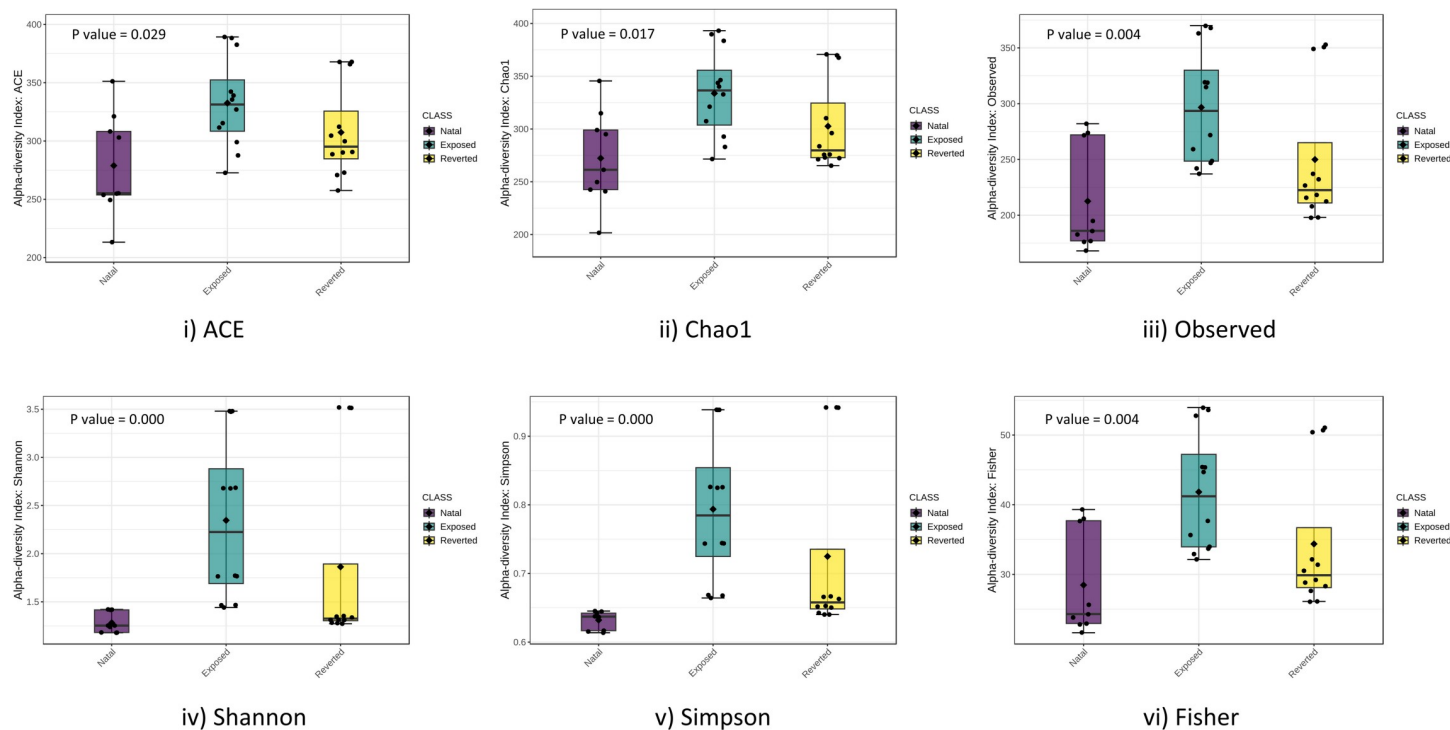 P value = 0.029
Alpha-diversity Index: ACE
400
350
300
250
200
Natal
Exposed
Reverted
CLASS
Natal
Exposed
Reverted
i) ACE
P value = 0.017
Alpha-diversity Index: Chao1
400
350
300
250
200
Natal
Exposed
Reverted
CLASS
Natal
Exposed
Reverted
ii) Chao1
P value = 0.004
Alpha-diversity Index: Observed
350
300
250
200
Natal
Exposed
Reverted
CLASS
Natal
Exposed
Reverted
iii) Observed
P value = 0.000
Alpha-diversity Index: Shannon
3.5
3.0
2.5
2.0
1.5
Natal
Exposed
Reverted
CLASS
Natal
Exposed
Reverted
iv) Shannon
P value = 0.000
Alpha-diversity Index: Simpson
0.9
0.8
0.7
0.6
Natal
Exposed
Reverted
CLASS
Natal
Exposed
Reverted
v) Simpson
P value = 0.004
Alpha-diversity Index: Fisher
50
40
30
Natal
Exposed
Reverted
CLASS
Natal
Exposed
Reverted
vi) Fisher